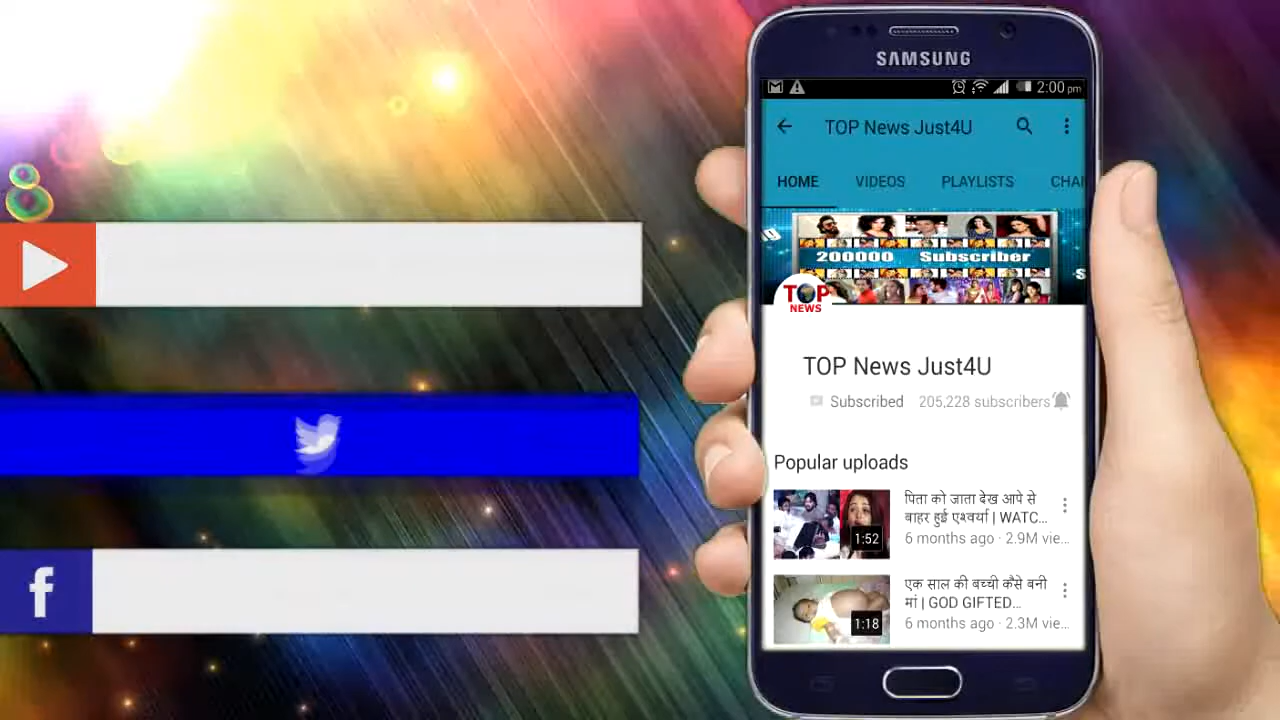 SAMSUNG
2:00 pm
TOP News Just4U
HOME VIDEOS PLAYLISTS CHAI
200000 Subscriber
TOP
NEWS
TOP News Just4U
Subscribed 205,228 subscribers
Popular uploads
पिता को जाता देख आपे से
बाहर हुई एश्वर्या | WATC...
6 months ago · 2.9M vie...
1:52
एक साल की बच्ची कैसे बनी
मां | GOD GIFTED...
6 months ago · 2.3M vie...
1:18